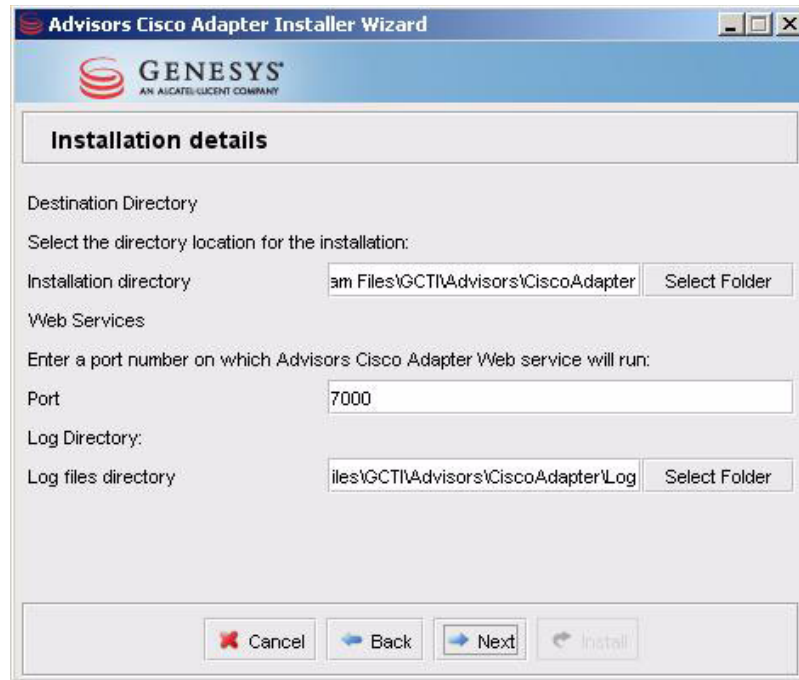 Advisors Cisco Adapter Installer Wizard
GENESYS
AN ALCATEL-LUCENT COMPANY
Installation details
Destination Directory
Select the directory location for the installation:
Installation directory am Files\GCTI\Advisors\CiscoAdapter Select Folder
Web Services
Enter a port number on which Advisors Cisco Adapter Web service will run:
Port 7000
Log Directory:
Log files directory iles\GCTI\Advisors\CiscoAdapter\Log Select Folder
Cancel Back Next Install